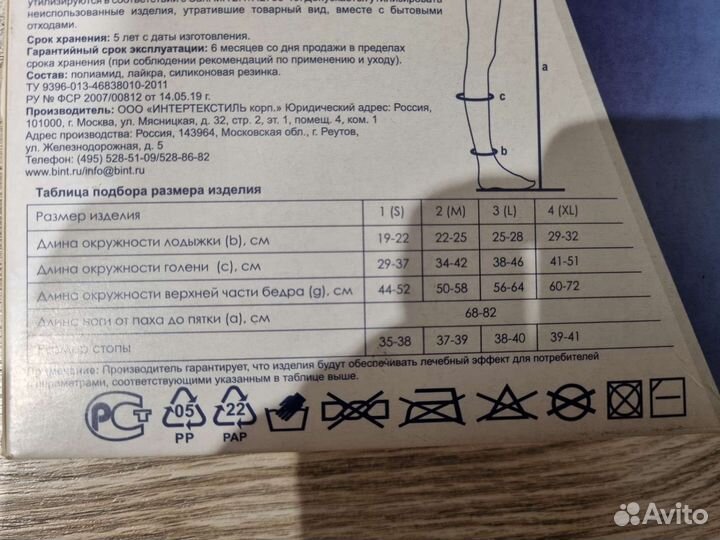 неиспользованные изделия, утратившие товарный вид, вместе с бытовыми
отходами.
Срок хранения: 5 лет с даты изготовления.
Гарантийный срок эксплуатации: 6 месяцев со дня продажи в пределах
срока хранения (при соблюдении рекомендаций по применению и уходу).
Состав: полиамид, лайкра, силиконовая резинка.
ТУ 9396-013-46838010-2011
РУ № ФСР 2007/00812 от 14.05.19 г.
Производитель: ООО «ИНТЕРТЕКСТИЛЬ корп.» Юридический адрес: Россия,
101000, г. Москва, ул. Мясницкая, д. 32, стр. 2, эт. 1, помещ. 4, ком. 1
Адрес производства: Россия, 143964, Московская обл., г. Реутов,
ул. Железнодорожная, д. 5
Телефон: (495) 528-51-09/528-86-82
www.bint.ru/info@bint.ru
a
c
b
Таблица подбора размера изделия
Размер изделия 1 (S) 2 (M) 3 (L) 4 (XL)
Длина окружности лодыжки (b), см 19-22 22-25 25-28 29-32
Длина окружности голени (c), см 29-37 34-42 38-46 41-51
Длина окружности верхней части бедра (g), см 44-52 50-58 56-64 60-72
Длина ноги от паха до пятки (a), см 68-82
Размер стопы 35-38 37-39 38-40 39-41
Примечание: Производитель гарантирует, что изделия будут обеспечивать лечебный эффект для потребителей
с параметрами, соответствующими указанным в таблице выше.
РСТ 05 22
PP PAP
Avito